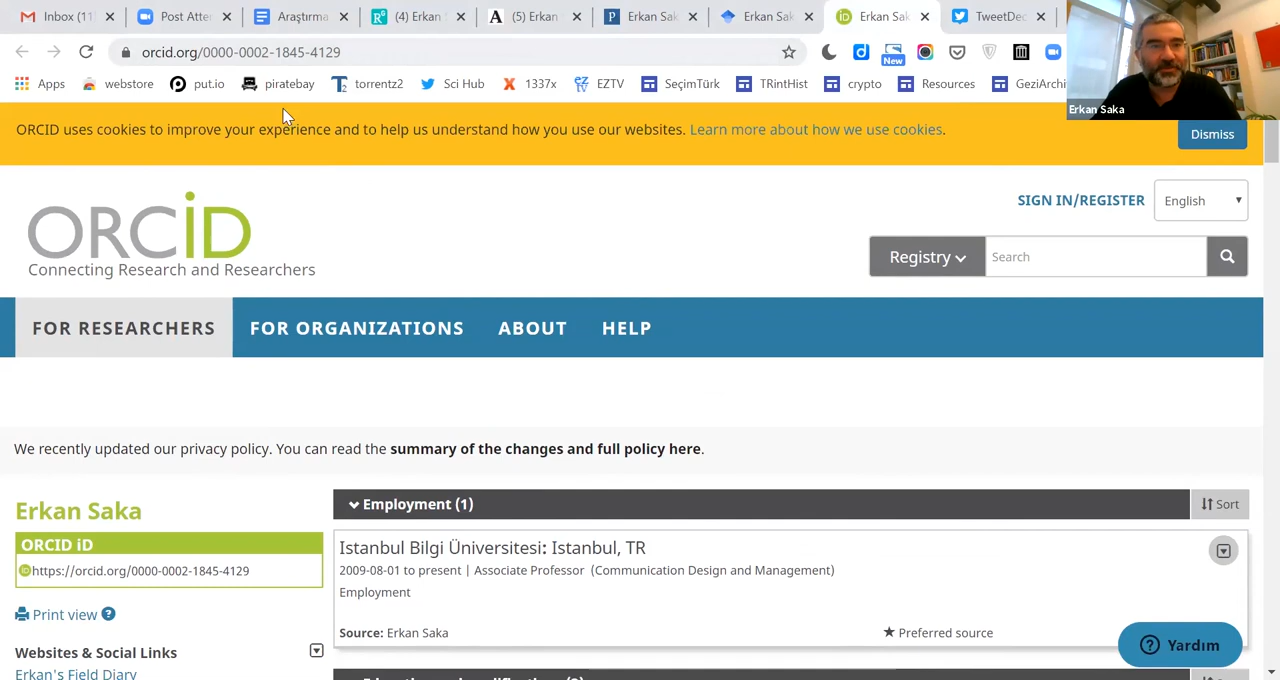 Inbox (11
Post Atter
Araştırma
(4) Erkan
(5) Erkan
Erkan Sak
Erkan Sak
Erkan Sak
TweetDec
orcid.org/0000-0002-1845-4129
New
Apps
webstore
put.io
piratebay
torrentz2
Sci Hub
1337x
EZTV
SeçimTürk
TRintHist
crypto
Resources
GeziArchi
Erkan Saka
ORCID uses cookies to improve your experience and to help us understand how you use our websites. Learn more about how we use cookies.
Dismiss
ORCiD
Connecting Research and Researchers
SIGN IN/REGISTER
English
Registry
Search
FOR RESEARCHERS
FOR ORGANIZATIONS
ABOUT
HELP
We recently updated our privacy policy. You can read the summary of the changes and full policy here.
Erkan Saka
ORCID iD
https://orcid.org/0000-0002-1845-4129
Print view
Websites & Social Links
Erkan's Field Diary
Employment (1)
Sort
Istanbul Bilgi Üniversitesi: Istanbul, TR
2009-08-01 to present | Associate Professor (Communication Design and Management)
Employment
Source: Erkan Saka
Preferred source
Yardım